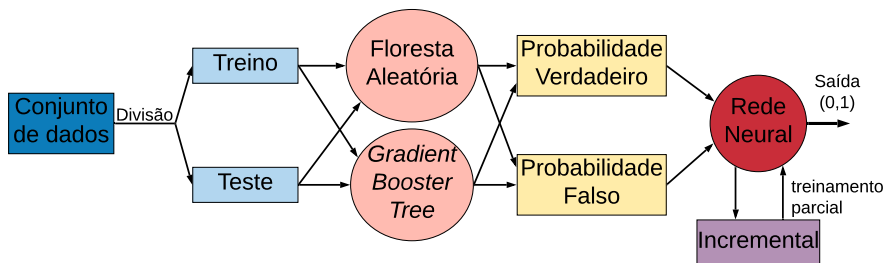 Conjunto
de dados
Divisão
Treino
Teste
Floresta
Aleatória
Gradient
Booster
Tree
Probabilidade
Verdadeiro
Probabilidade
Falso
Rede
Neural
Saída
(0,1)
treinamento
parcial
Incremental